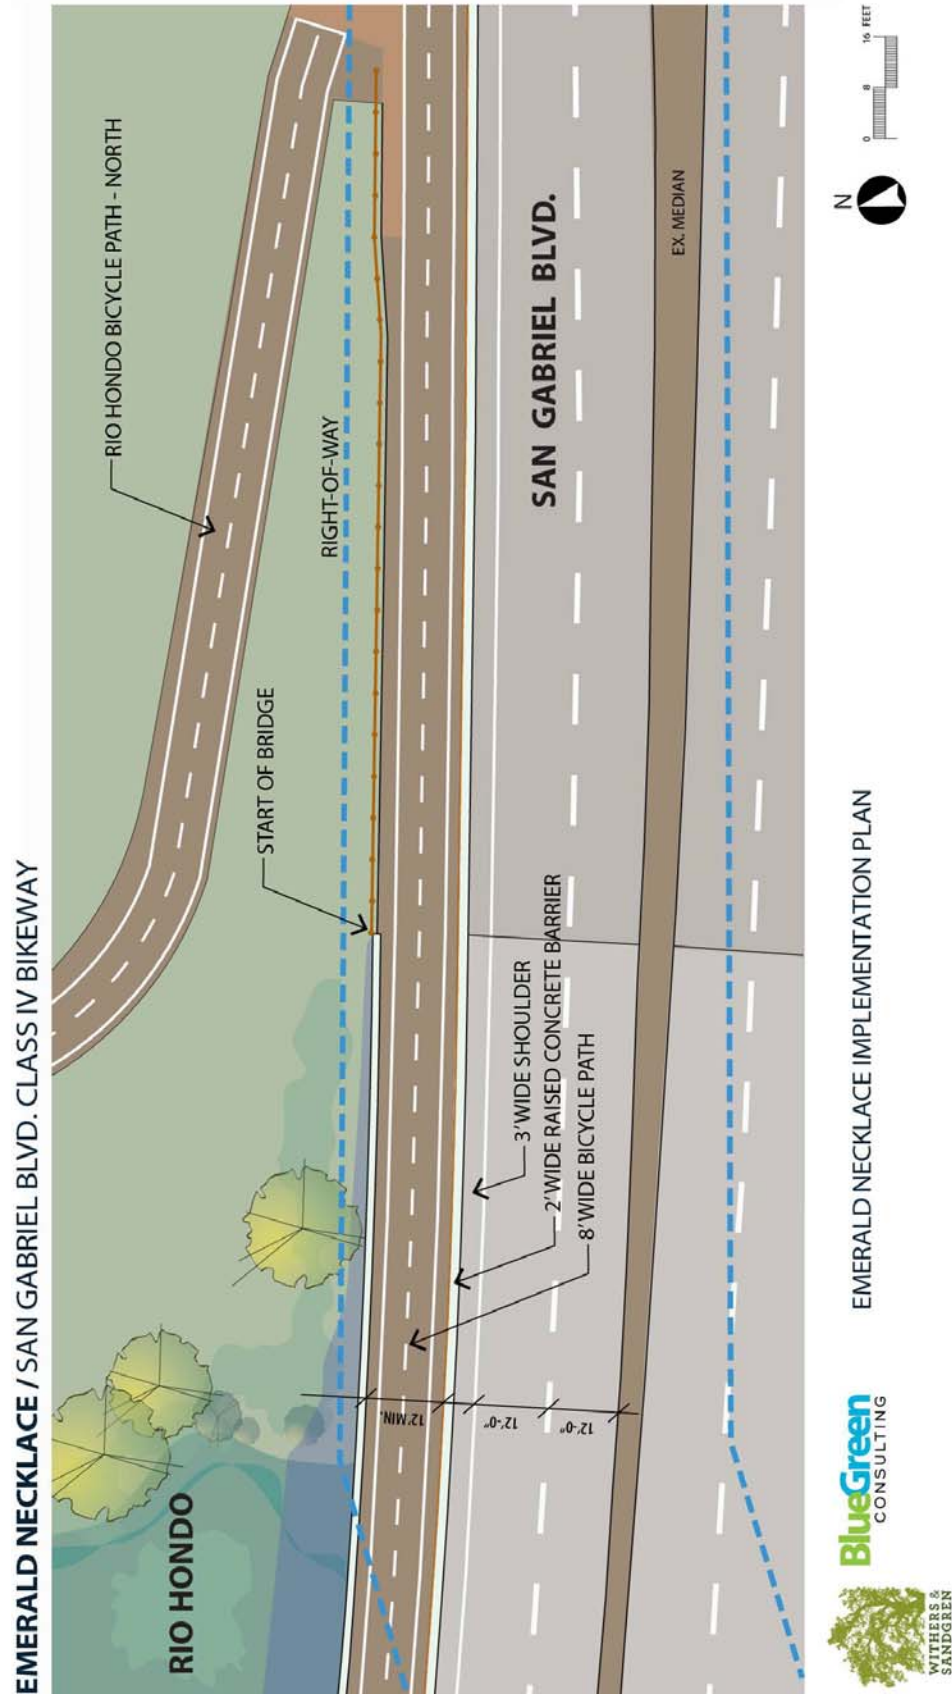 EMERALD NECKLACE / SAN GABRIEL BLVD. CLASS IV BIKEWAY
RIO HONDO BICYCLE PATH - NORTH
RIGHT-OF-WAY
START OF BRIDGE
RIO HONDO
SAN GABRIEL BLVD.
EX. MEDIAN
3' WIDE SHOULDER
2' WIDE RAISED CONCRETE BARRIER
8' WIDE BICYCLE PATH
12' MIN.
12'-0"
12'-0"
WITHERS &
SANDGREN
BlueGreen
CONSULTING
EMERALD NECKLACE IMPLEMENTATION PLAN
N
0 8 16 FEET